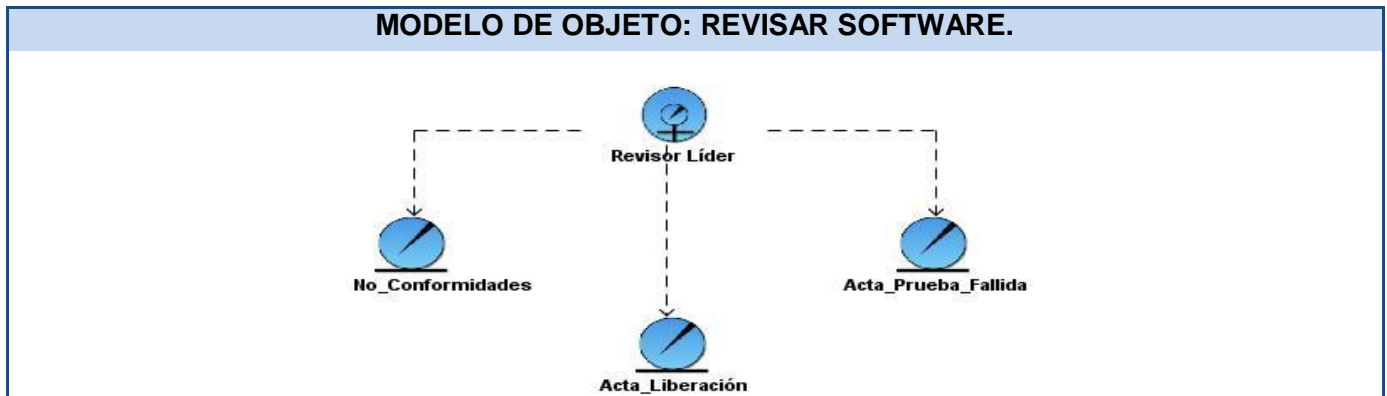 MODELO DE OBJETO: REVISAR SOFTWARE.
Revisor Líder
No_Conformidades
Acta_Prueba_Fallida
Acta_Liberación